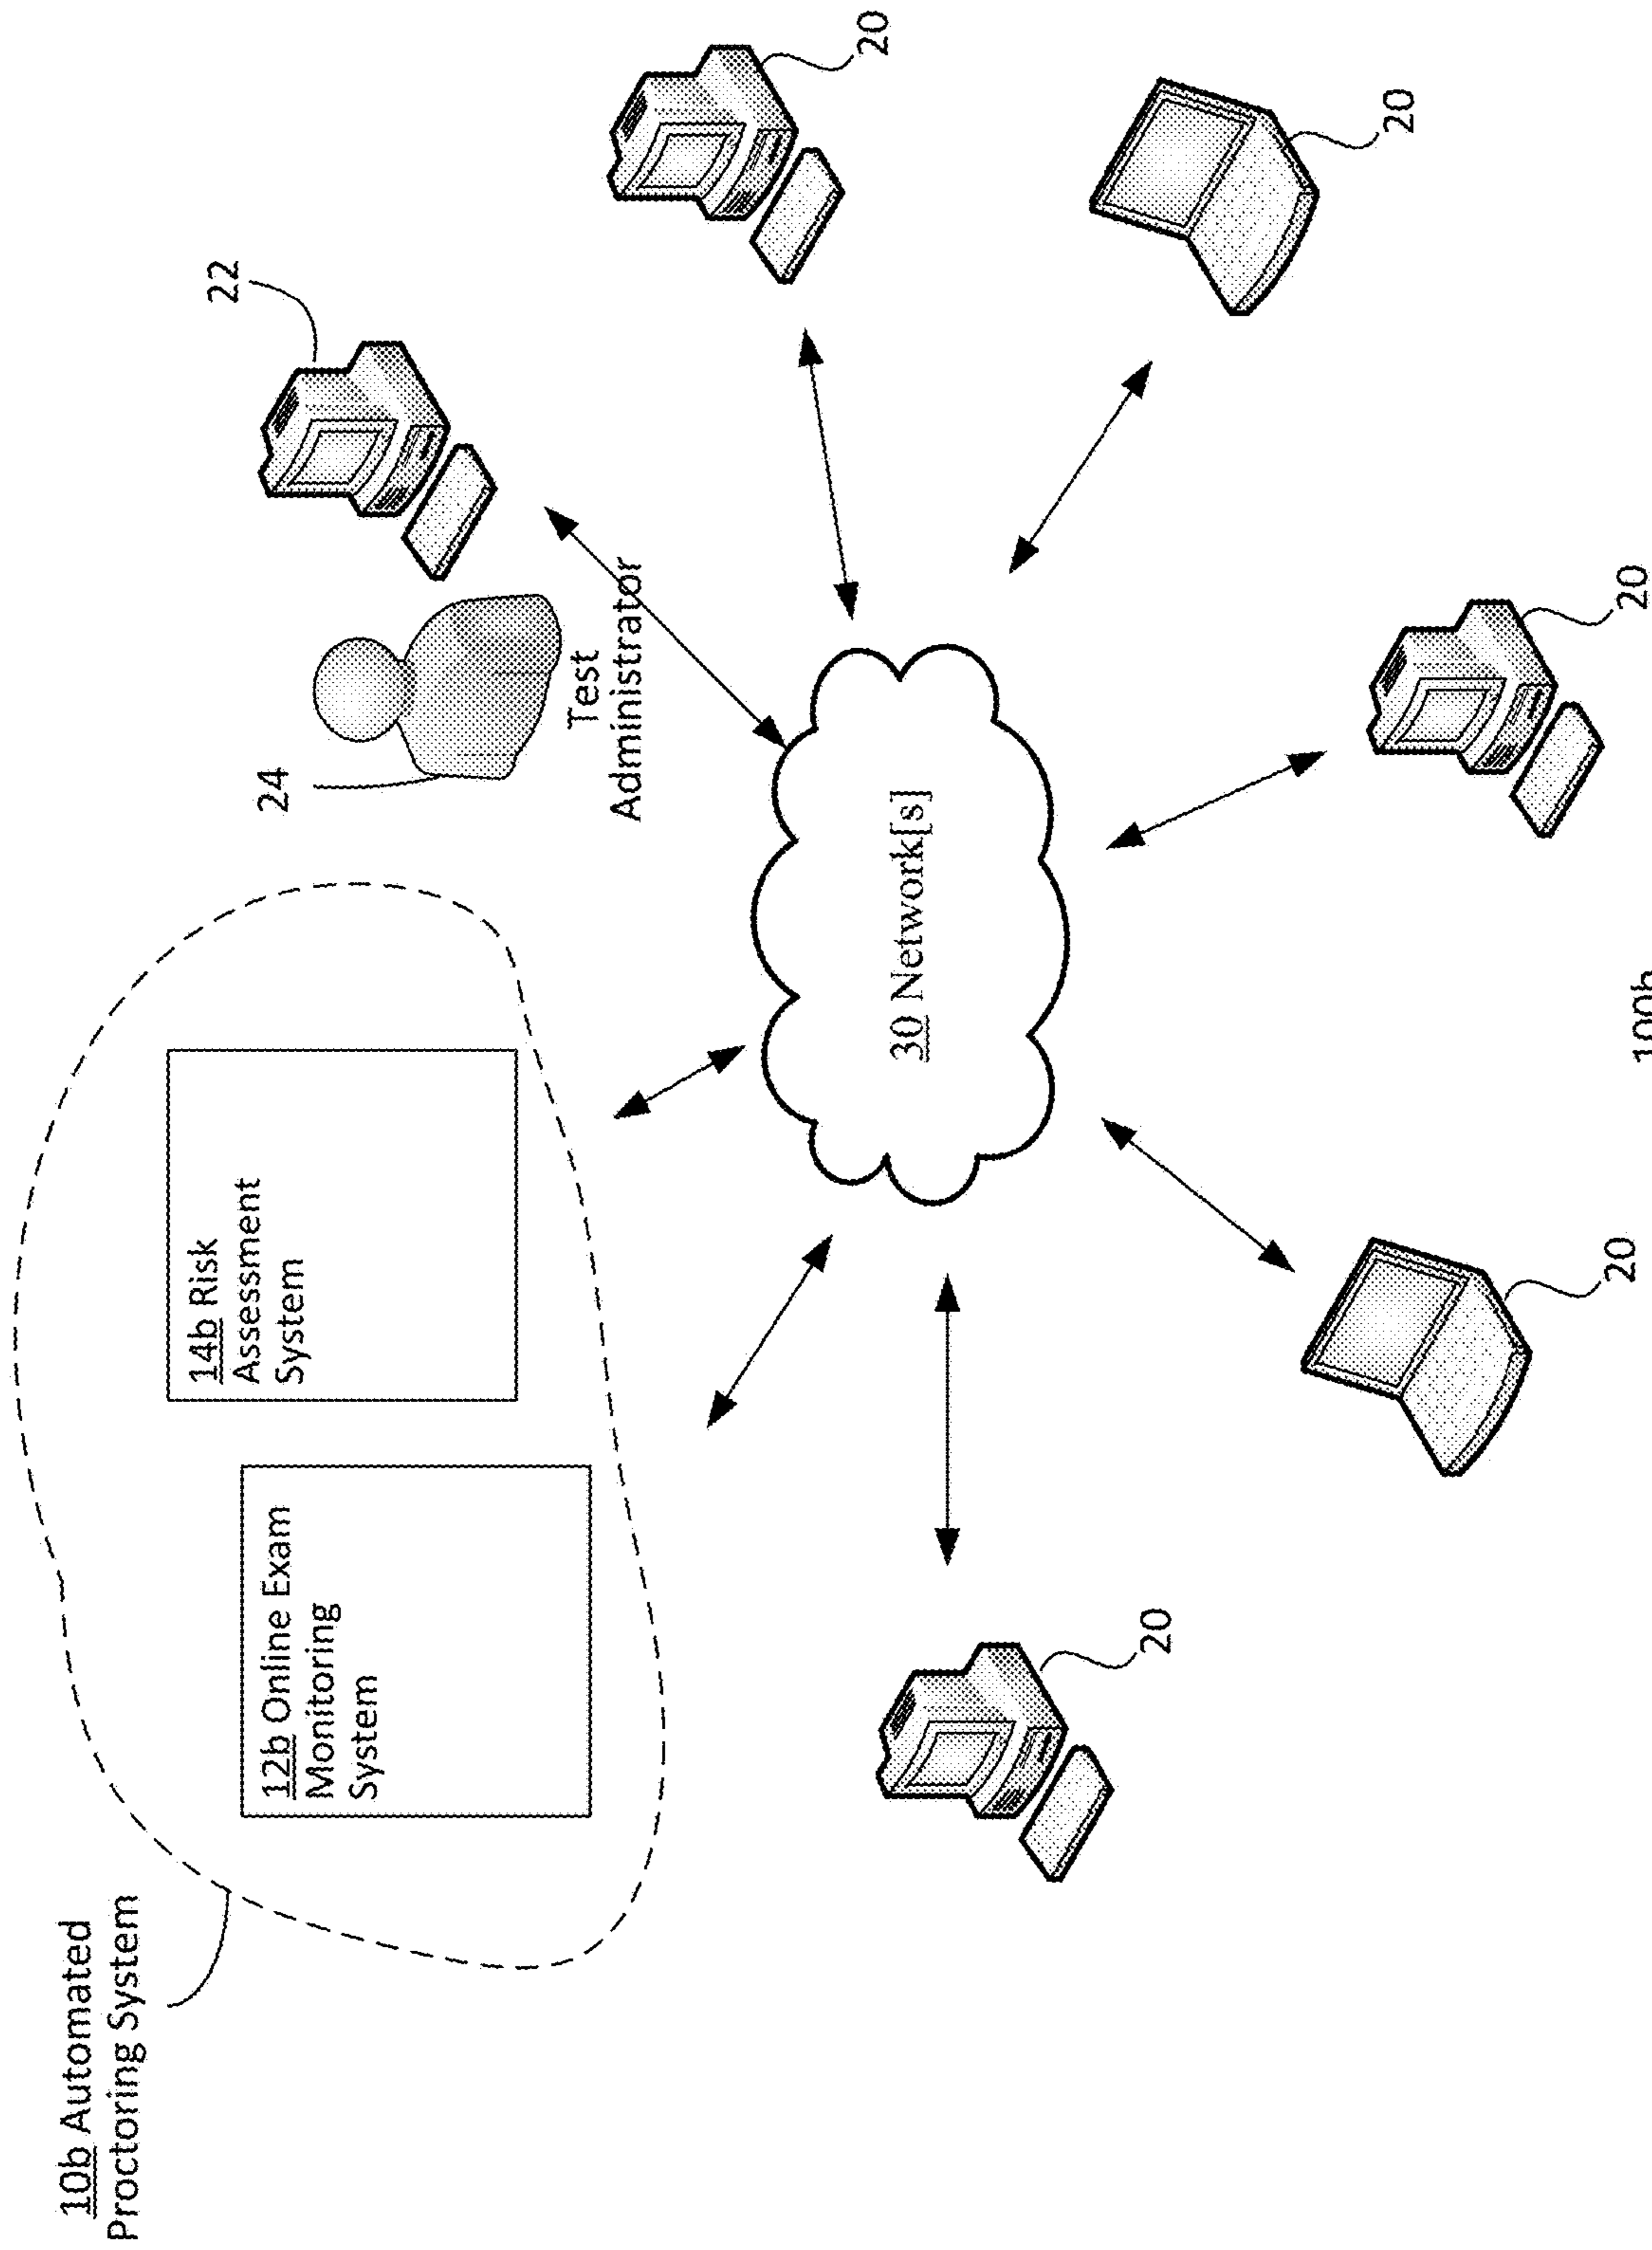 10b Automated
Proctoring System
12b Online Exam
Monitoring
System
14b Risk
Assessment
System
24
Test
Administrator
22
30 Network[s]
20
20
20
20
20
100b